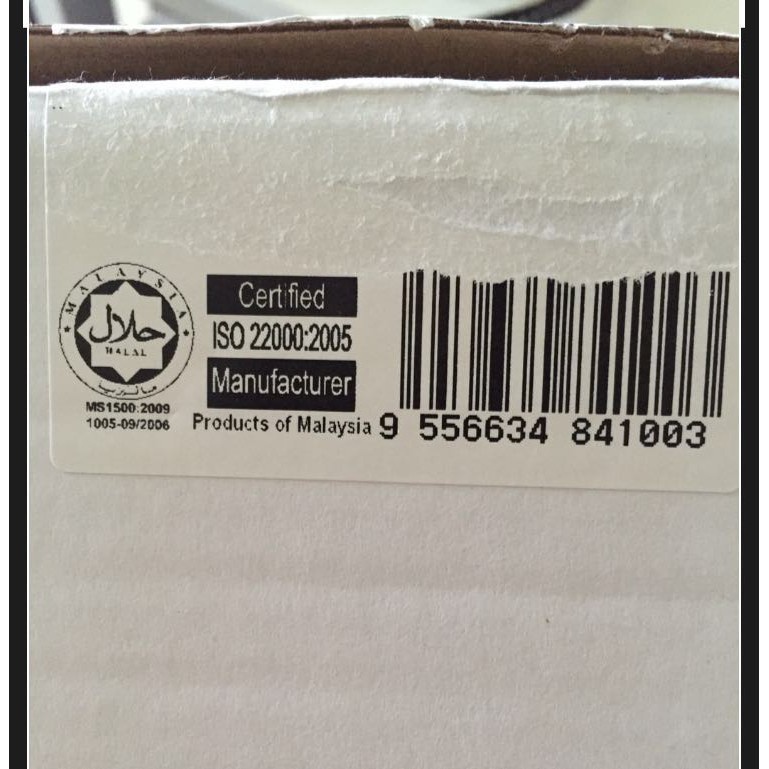 MALAYSIA
حلال
HALAL
ماليزيا
MS1500:2009
1005-09/2006
Certified
ISO 22000:2005
Manufacturer
Products of Malaysia
9 556634 841003